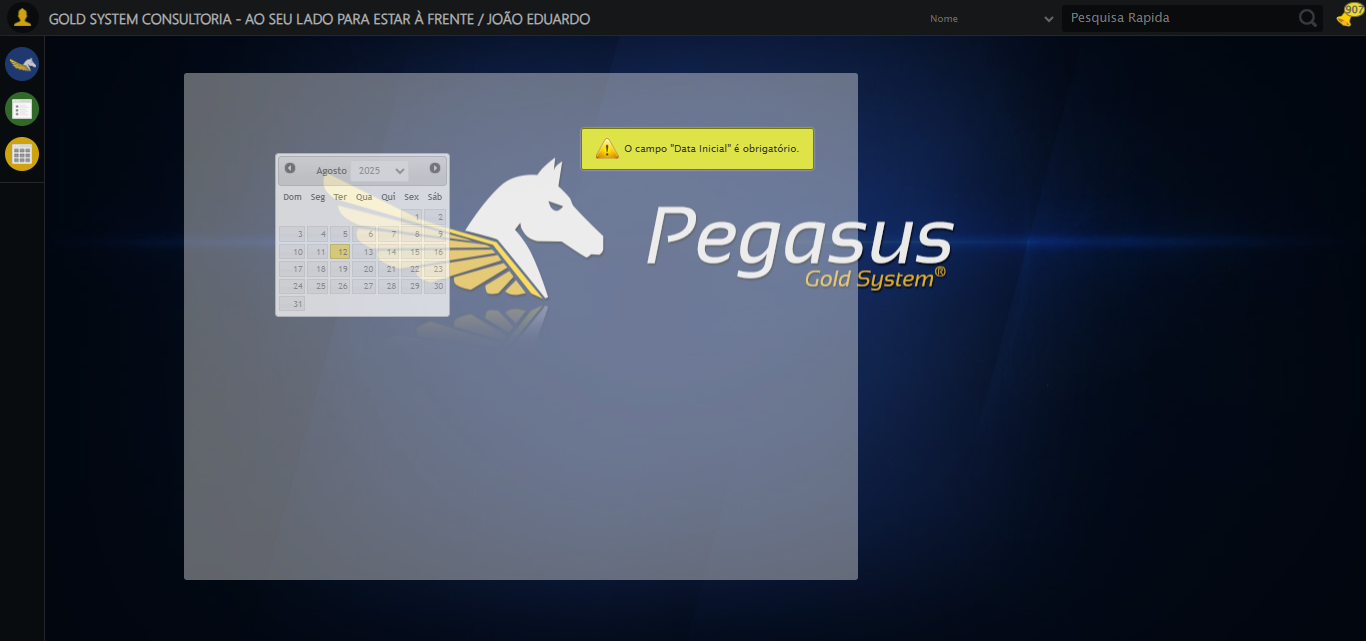 GOLD SYSTEM CONSULTORIA - AO SEU LADO PARA ESTAR À FRENTE / JOÃO EDUARDO
Nome
Pesquisa Rapida
907
O campo "Data Inicial" é obrigatório.
Agosto 2025
Dom Seg Ter Qua Qui Sex Sáb
1 2
3 4 5 6 7 8 9
10 11 12 13 14 15 16
17 18 19 20 21 22 23
24 25 26 27 28 29 30
31
Pegasus
Gold System®